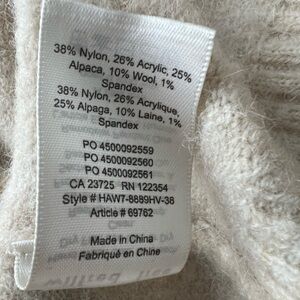 38% Nylon, 26% Acrylic, 25%
Alpaca, 10% Wool, 1%
Spandex
38% Nylon, 26% Acrylique,
25% Alpaga, 10% Laine, 1%
Spandex
PO 4500092559
PO 4500092560
PO 4500092561
CA 23725 RN 122354
Style # HAW7-8889HV-38
Article # 69762
Made in China
Fabriqué en Chine